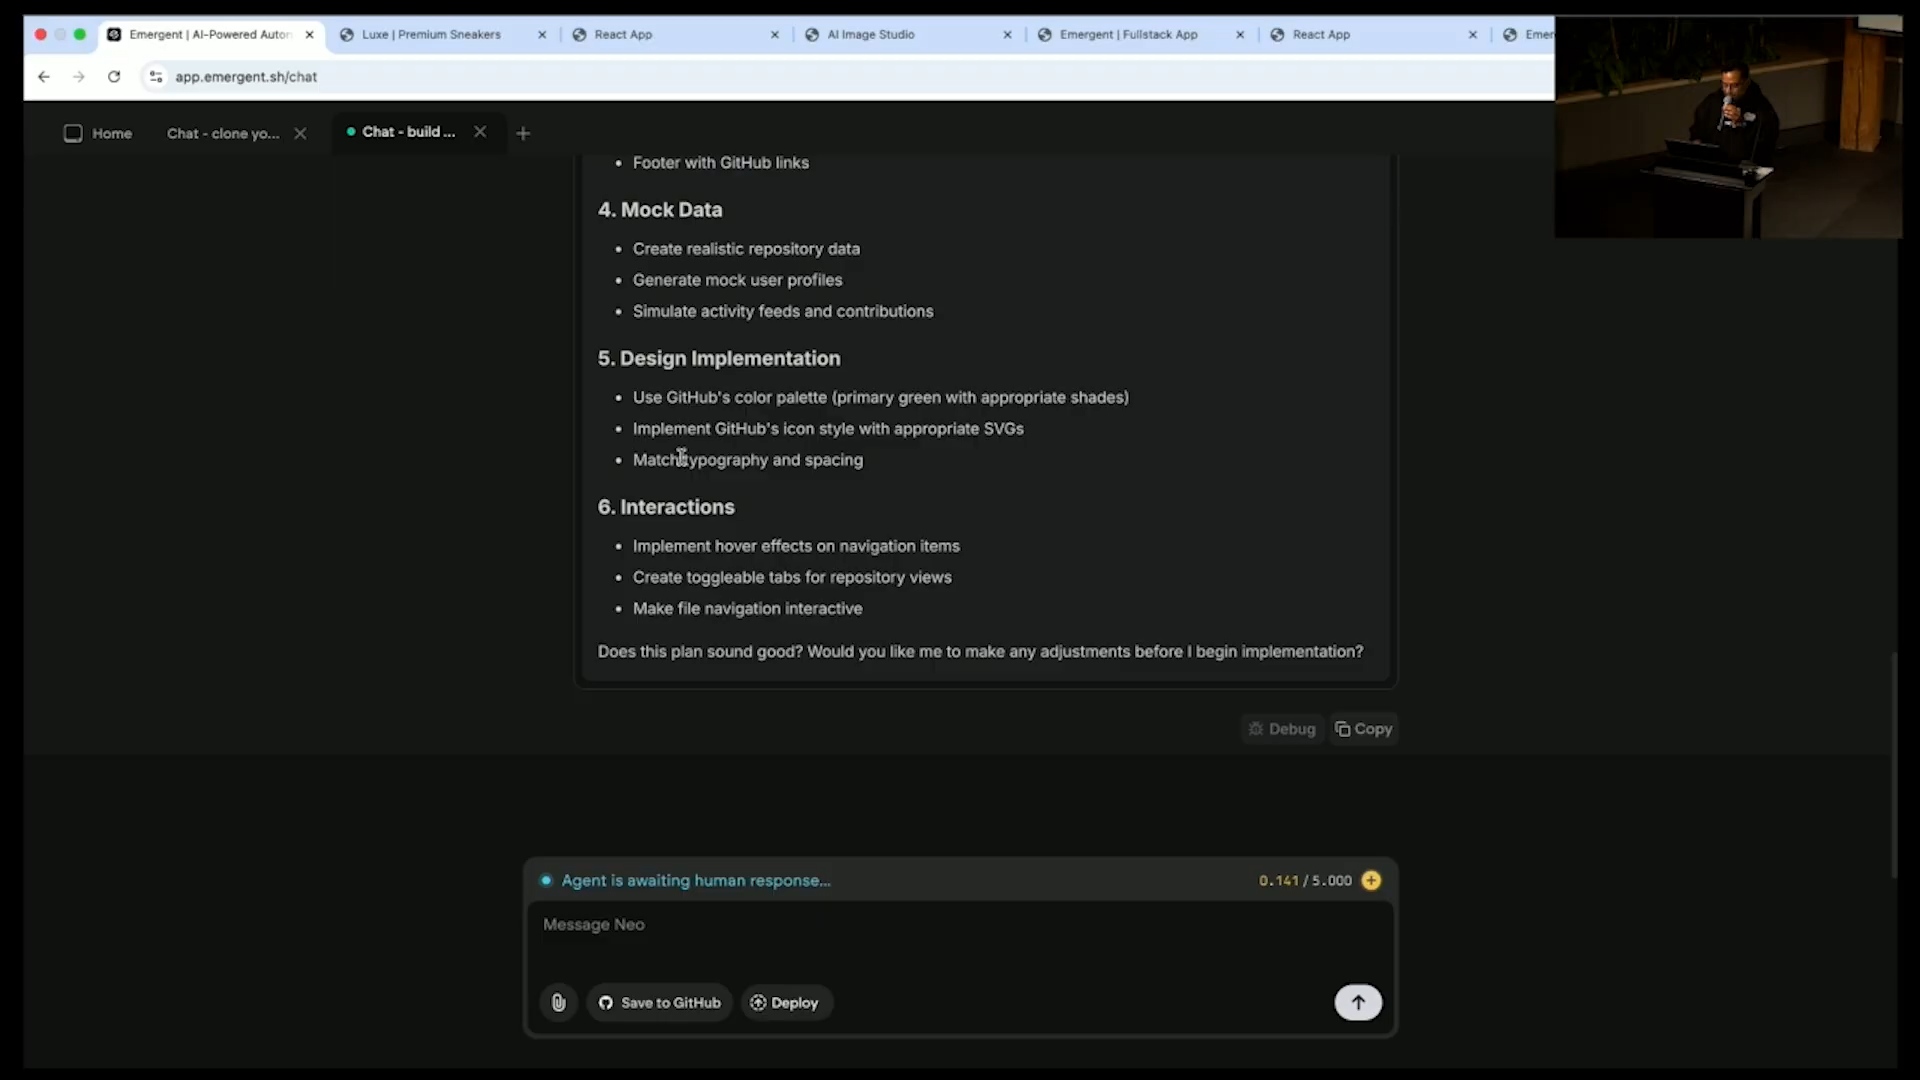 Emergent | AI-Powered Auton
Luxe | Premium Sneakers
React App
AI Image Studio
Emergent | Fullstack App
React App
Emer
app.emergent.sh/chat
Home
Chat - clone yo...
Chat - build ...
• Footer with GitHub links
4. Mock Data
• Create realistic repository data
• Generate mock user profiles
• Simulate activity feeds and contributions
5. Design Implementation
• Use GitHub's color palette (primary green with appropriate shades)
• Implement GitHub's icon style with appropriate SVGs
• Match typography and spacing
6. Interactions
• Implement hover effects on navigation items
• Create toggleable tabs for repository views
• Make file navigation interactive
Does this plan sound good? Would you like me to make any adjustments before I begin implementation?
Debug
Copy
Agent is awaiting human response...
0.141 / 5.000
Message Neo
Save to GitHub
Deploy